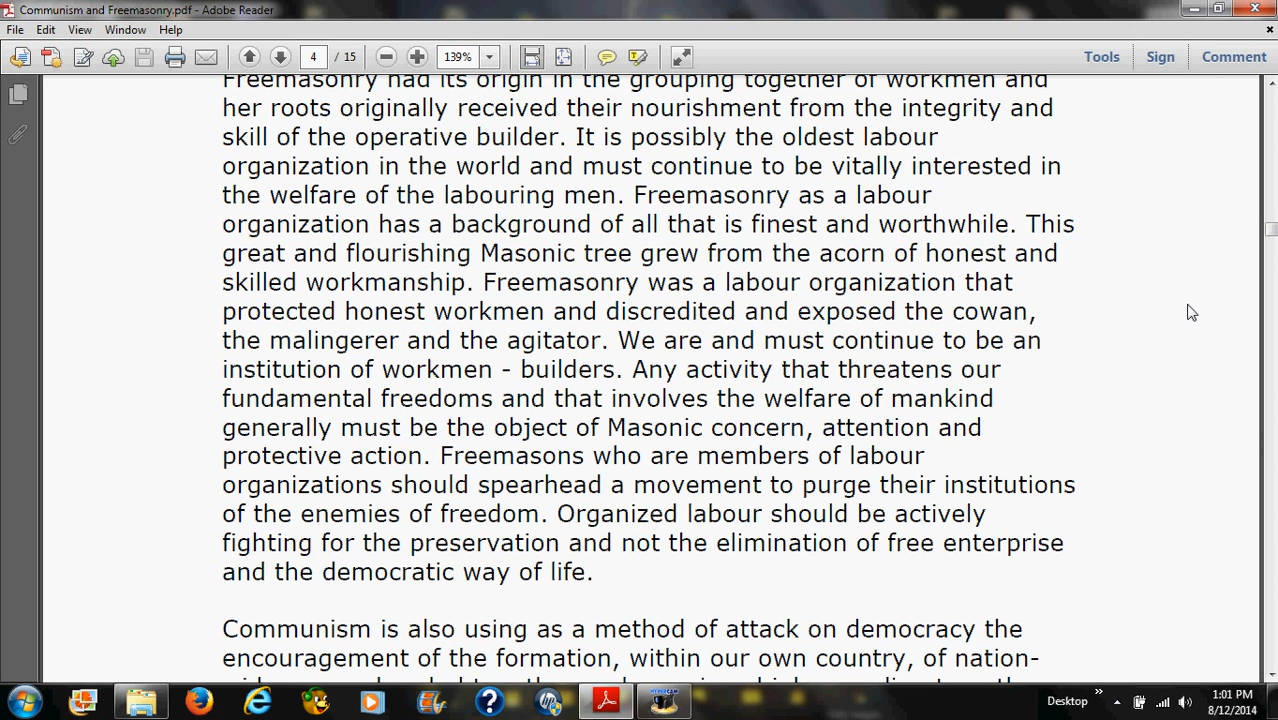 Communism and Freemasonry.pdf - Adobe Reader
File Edit View Window Help
4 / 15 139% Tools Sign Comment
Freemasonry had its origin in the grouping together of workmen and
her roots originally received their nourishment from the integrity and
skill of the operative builder. It is possibly the oldest labour
organization in the world and must continue to be vitally interested in
the welfare of the labouring men. Freemasonry as a labour
organization has a background of all that is finest and worthwhile. This
great and flourishing Masonic tree grew from the acorn of honest and
skilled workmanship. Freemasonry was a labour organization that
protected honest workmen and discredited and exposed the cowan,
the malingerer and the agitator. We are and must continue to be an
institution of workmen - builders. Any activity that threatens our
fundamental freedoms and that involves the welfare of mankind
generally must be the object of Masonic concern, attention and
protective action. Freemasons who are members of labour
organizations should spearhead a movement to purge their institutions
of the enemies of freedom. Organized labour should be actively
fighting for the preservation and not the elimination of free enterprise
and the democratic way of life.
Communism is also using as a method of attack on democracy the
encouragement of the formation, within our own country, of nation-
Desktop 1:01 PM
8/12/2014